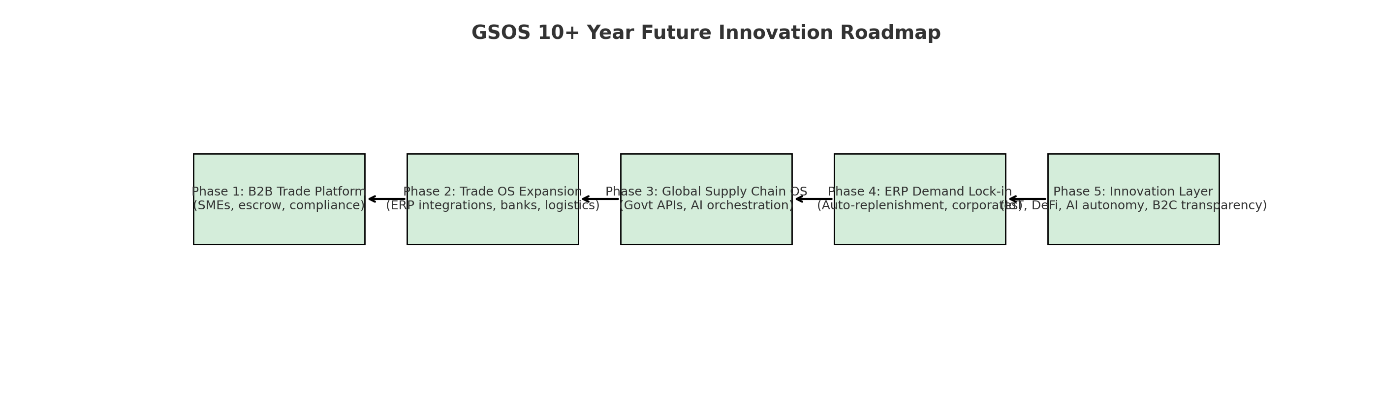 GSOS 10+ Year Future Innovation Roadmap
Phase 1: B2B Trade Platform
(SMEs, escrow, compliance)
Phase 2: Trade OS Expansion
(ERP integrations, banks, logistics)
Phase 3: Global Supply Chain OS
(Govt APIs, AI orchestration)
Phase 4: ERP Demand Lock-in
(Auto-replenishment, corporates)
Phase 5: Innovation Layer
(IoT, DeFi, AI autonomy, B2C transparency)